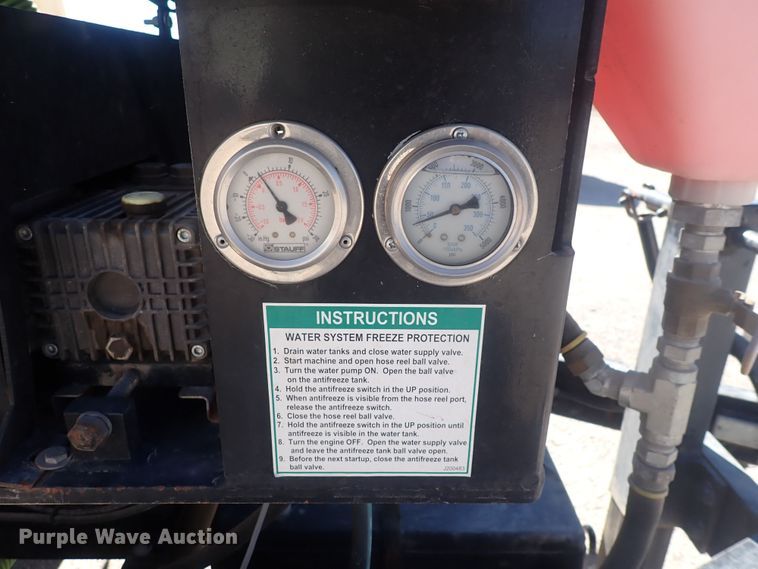 in.Hg psi
STAUFF
INSTRUCTIONS
WATER SYSTEM FREEZE PROTECTION
1. Drain water tanks and close water supply valve.
2. Start machine and open hose reel ball valve.
3. Turn the water pump ON. Open the ball valve
on the antifreeze tank.
4. Hold the antifreeze switch in the UP position.
5. When antifreeze is visible from the hose reel port,
release the antifreeze switch.
6. Close the hose reel ball valve.
7. Hold the antifreeze switch in the UP position until
antifreeze is visible in the water tank.
8. Turn the engine OFF. Open the water supply valve
and leave the antifreeze tank ball valve open.
9. Before the next startup, close the antifreeze tank
ball valve.
J200483
Purple Wave Auction